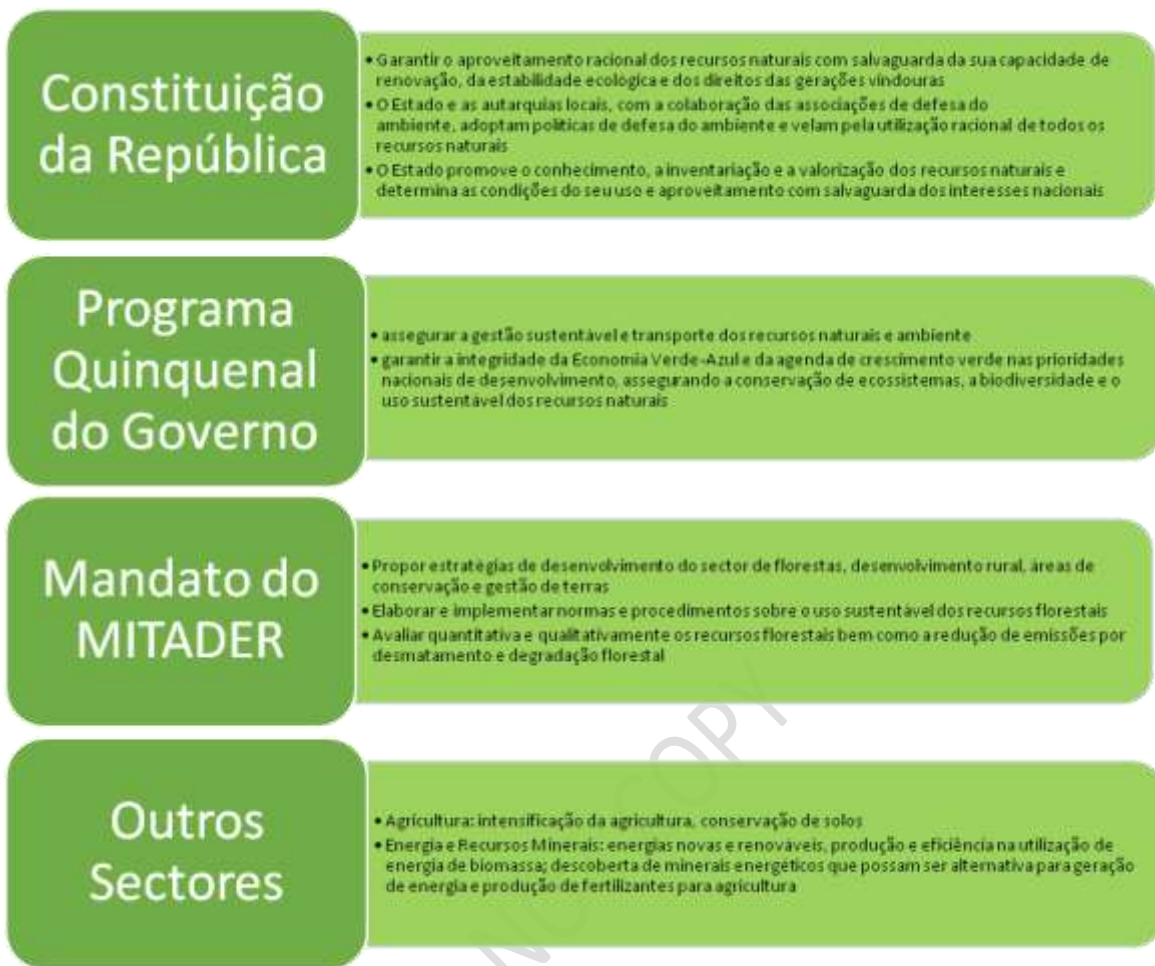 Constituição
da República
• Garantir o aproveitamento racional dos recursos naturais com salvaguarda da sua capacidade de
renovação, da estabilidade ecologica e dos direitos das gerações vindouras
• O Estado e as autarquias locais, com a colaboração das associações de defesa do
ambiente, adoptam politicas de defesa do ambiente e velam pela utilização racional de todos os
recursos naturais
• O Estado promove o conhecimento, a inventariação e a valorização dos recursos naturais e
determina as condições do seu uso e aproveitamento com salvaguarda dos interesses nacionais
Programa
Quinquenal
do Governo
• assegurar a gestão sustentável e transporte dos recursos naturais e ambiente
• garantir a integridade da Economia Verde-Azul e da agenda de crescimento verde nas prioridades
nacionais de desenvolvimento, assegurando a conservação de ecossistemas, a biodiversidade e o
uso sustentável dos recursos naturais
Mandato do
MITADER
• Propor estratégias de desenvolvimento do sector de florestas, desenvolvimento rural, áreas de
conservação e gestão de terras
• Elaborar e implementar normas e procedimentos sobre o uso sustentável dos recursos florestais
• Avaliar quantitativa e qualitativamente os recursos florestais bem como a redução de emissões por
desmatamento e degradação florestal
Outros
Sectores
• Agricultura: intensificação da agricultura, conservação de solos
• Energia e Recursos Minerais: energias novas e renováveis, produção e eficiência na utilização de
energia de biomassa; descoberta de minerais energéticos que possam ser alternativa para geração
de energia e produção de fertilizantes para agricultura
COPY